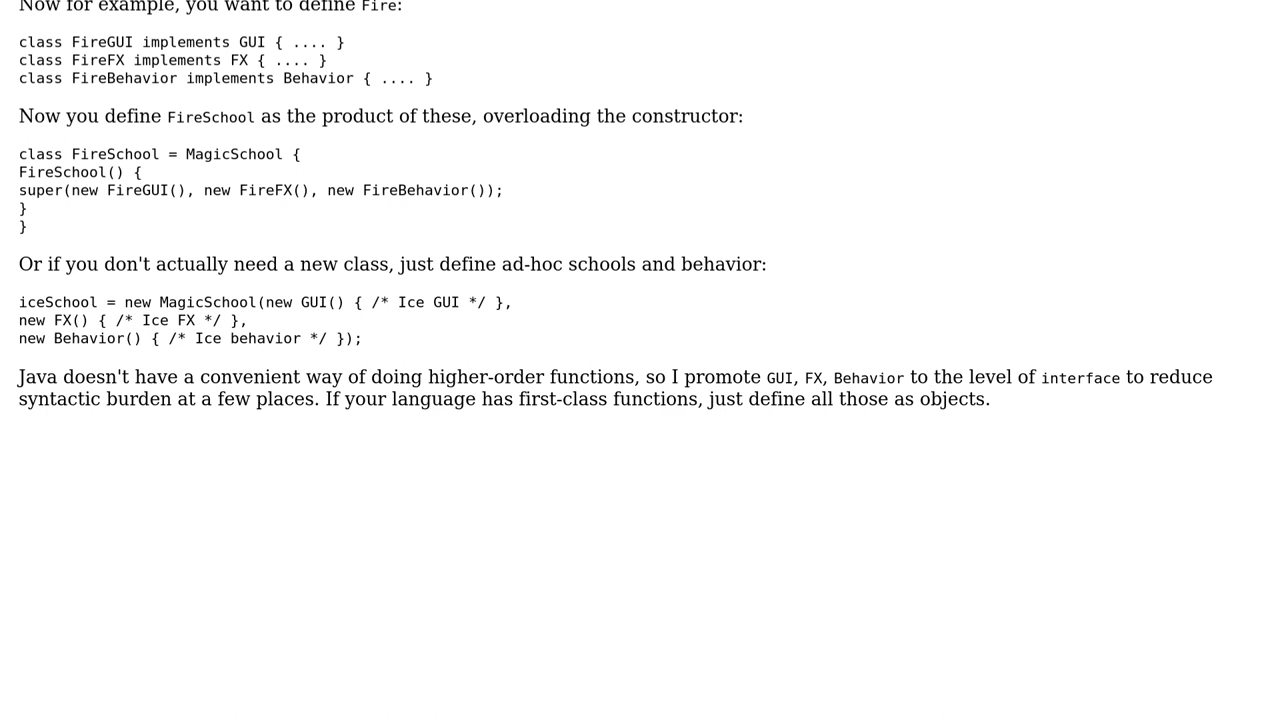 Now for example, you want to define Fire:
class FireGUI implements GUI { .... }
class FireFX implements FX { .... }
class FireBehavior implements Behavior { .... }
Now you define FireSchool as the product of these, overloading the constructor:
class FireSchool = MagicSchool {
FireSchool() {
super(new FireGUI(), new FireFX(), new FireBehavior());
}
}
Or if you don't actually need a new class, just define ad-hoc schools and behavior:
iceSchool = new MagicSchool(new GUI() { /* Ice GUI */ },
new FX() { /* Ice FX */ },
new Behavior() { /* Ice behavior */ });
Java doesn't have a convenient way of doing higher-order functions, so I promote GUI, FX, Behavior to the level of interface to reduce
syntactic burden at a few places. If your language has first-class functions, just define all those as objects.